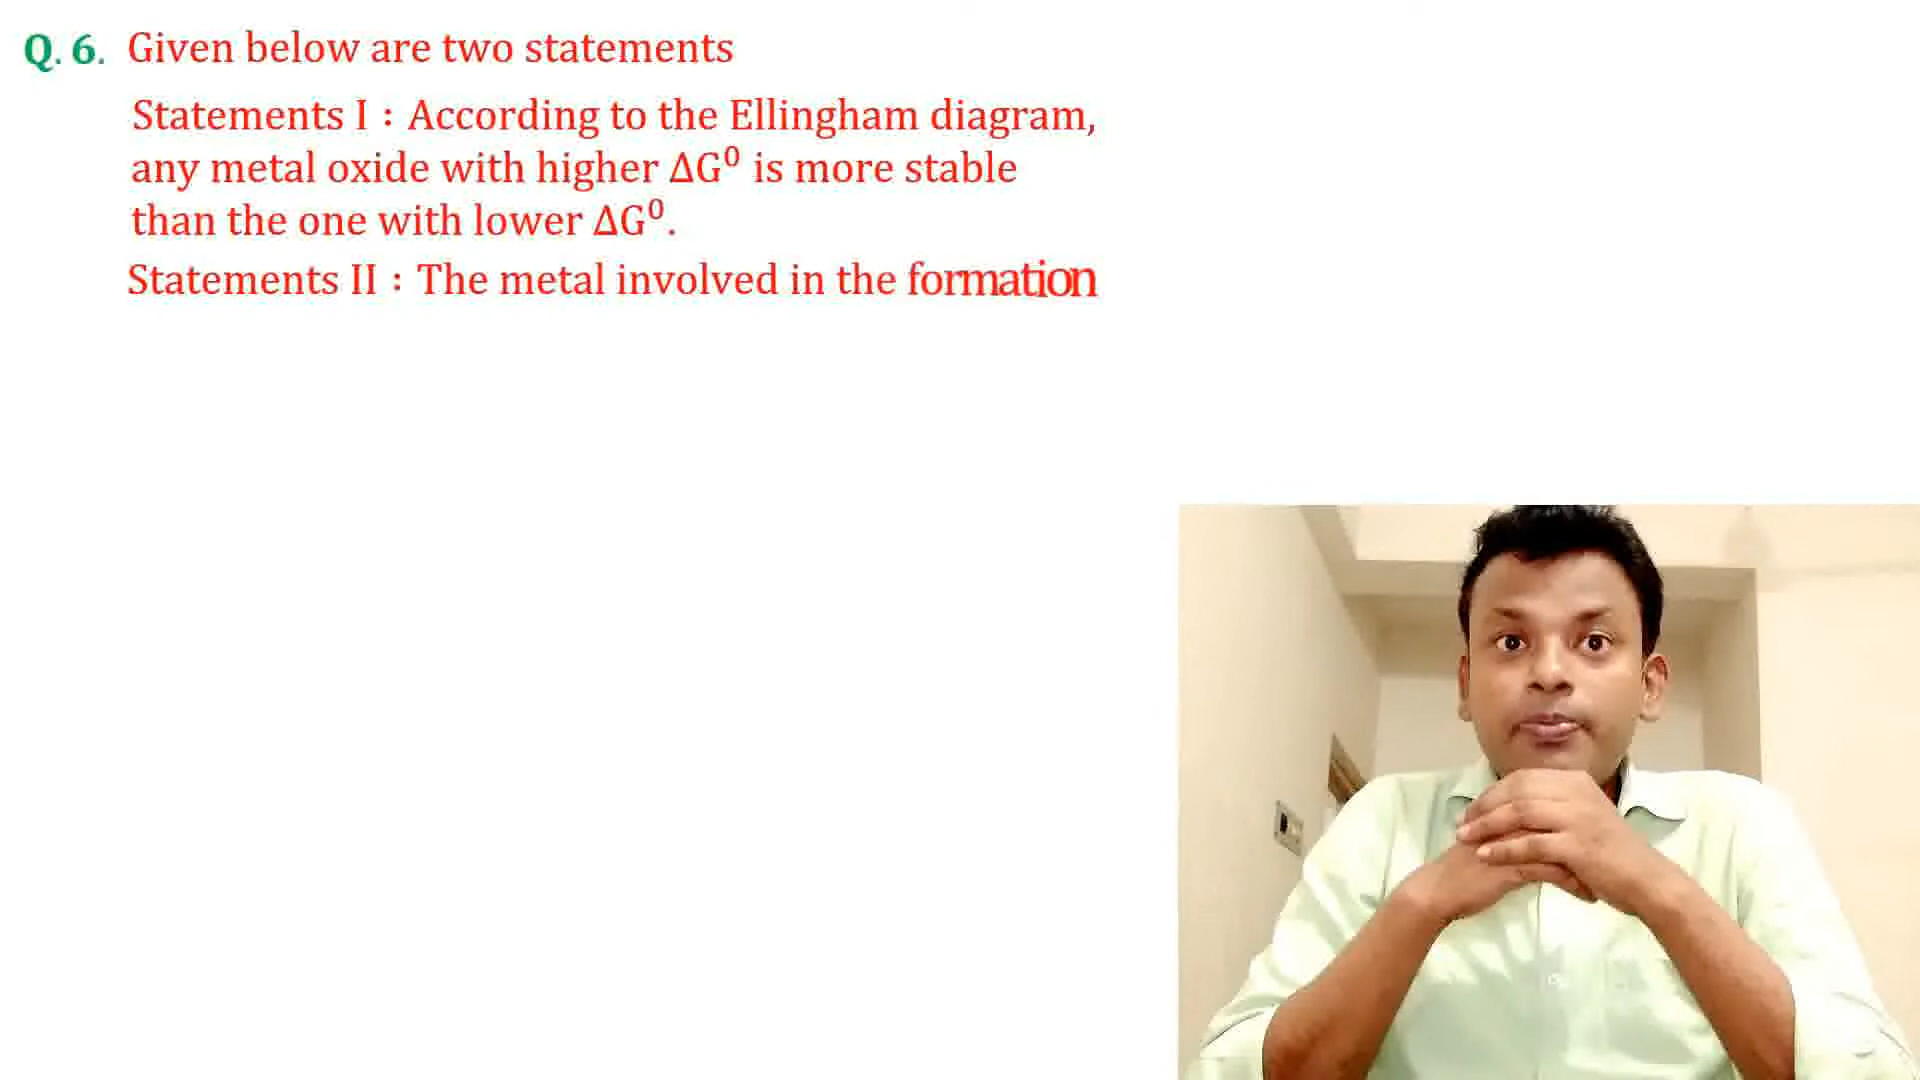 Q. 6. Given below are two statements
Statements I : According to the Ellingham diagram,
any metal oxide with higher ΔG⁰ is more stable
than the one with lower ΔG⁰.
Statements II : The metal involved in the formation